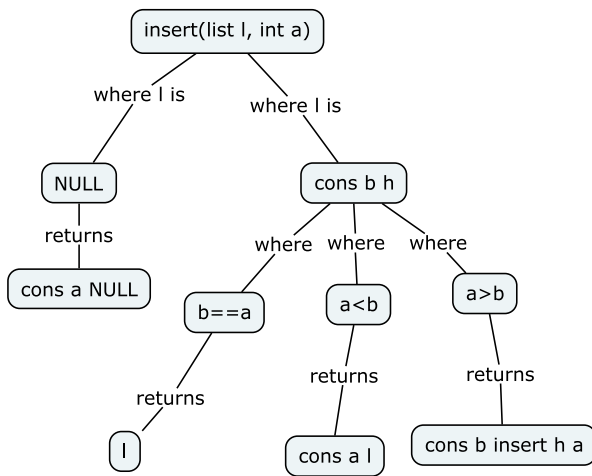 insert(list l, int a)
where l is
where l is
NULL
cons b h
returns
where
where
where
cons a NULL
b==a
a<b
a>b
returns
returns
returns
l
cons a l
cons b insert h a